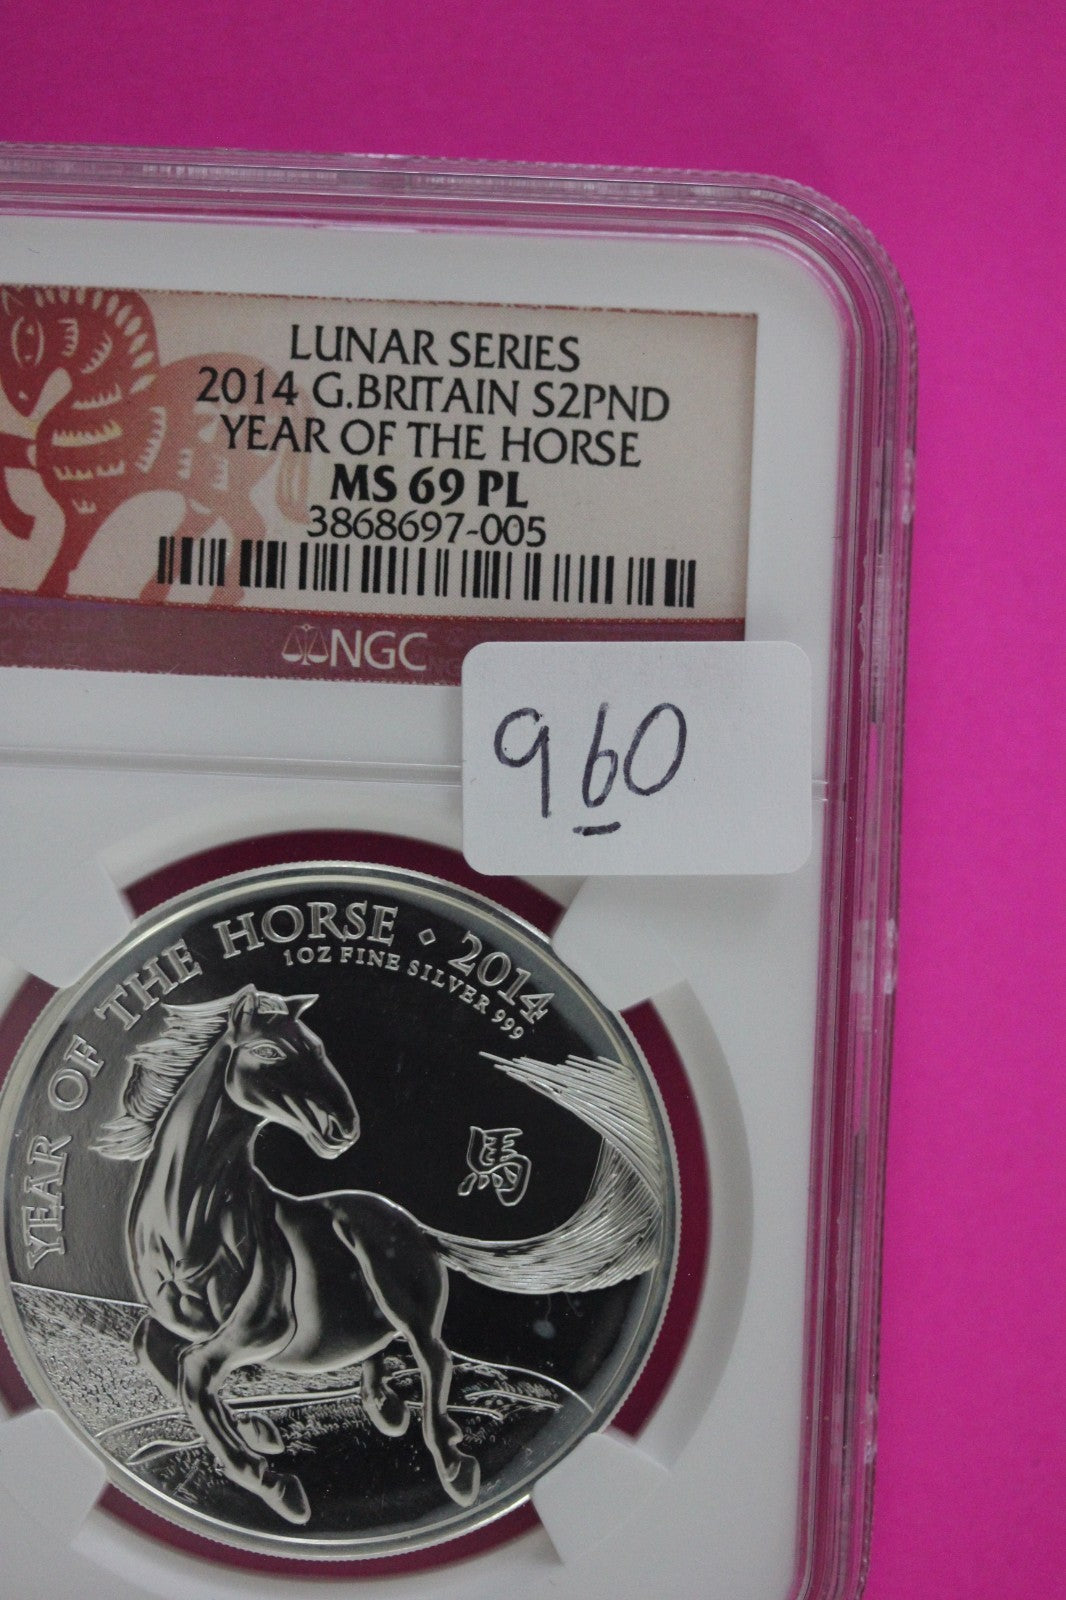 LUNAR SERIES
2014 G.BRITAIN S2PND
YEAR OF THE HORSE
MS 69 PL
3868697-005
NGC
960
YEAR OF THE HORSE · 2014
1OZ FINE SILVER 999
馬